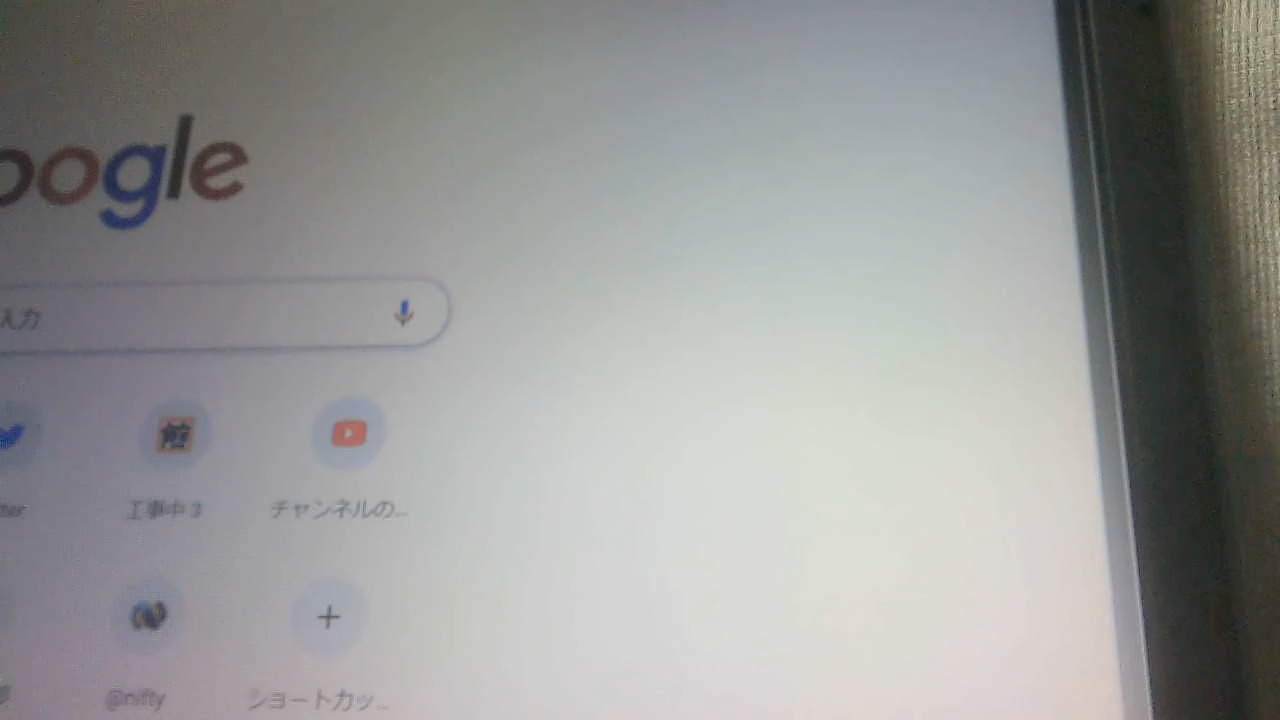 oogle
入力
tter
工事中 3
チャンネルの...
@nifty
ショートカッ...